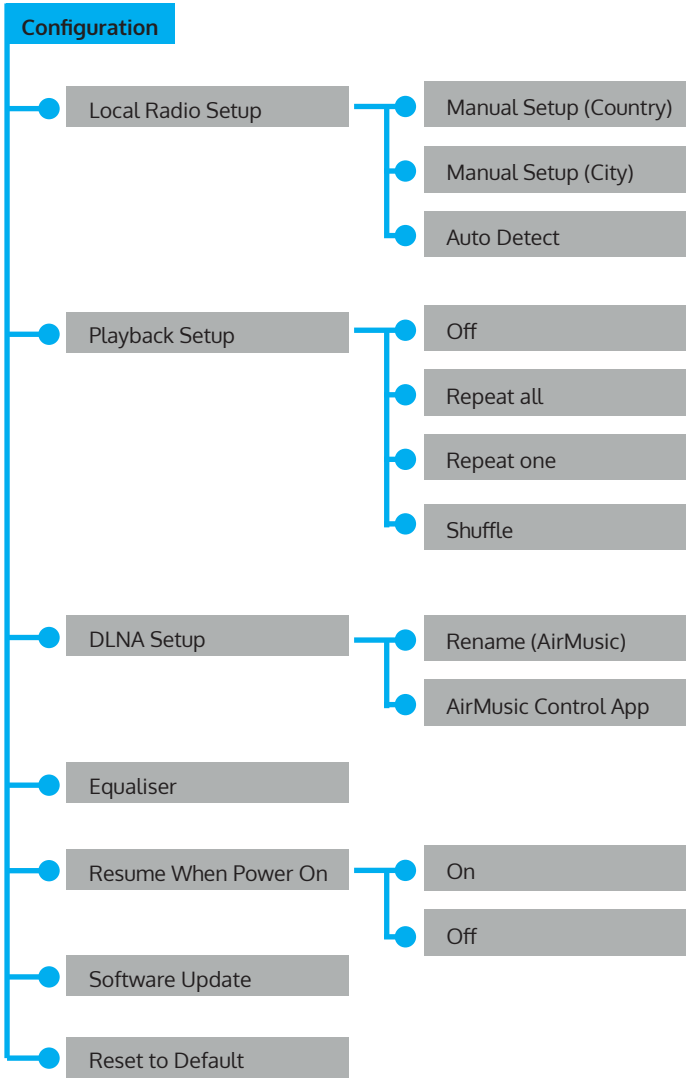 Configuration
Local Radio Setup
Manual Setup (Country)
Manual Setup (City)
Auto Detect
Playback Setup
Off
Repeat all
Repeat one
Shuffle
DLNA Setup
Rename (AirMusic)
AirMusic Control App
Equaliser
Resume When Power On
On
Off
Software Update
Reset to Default